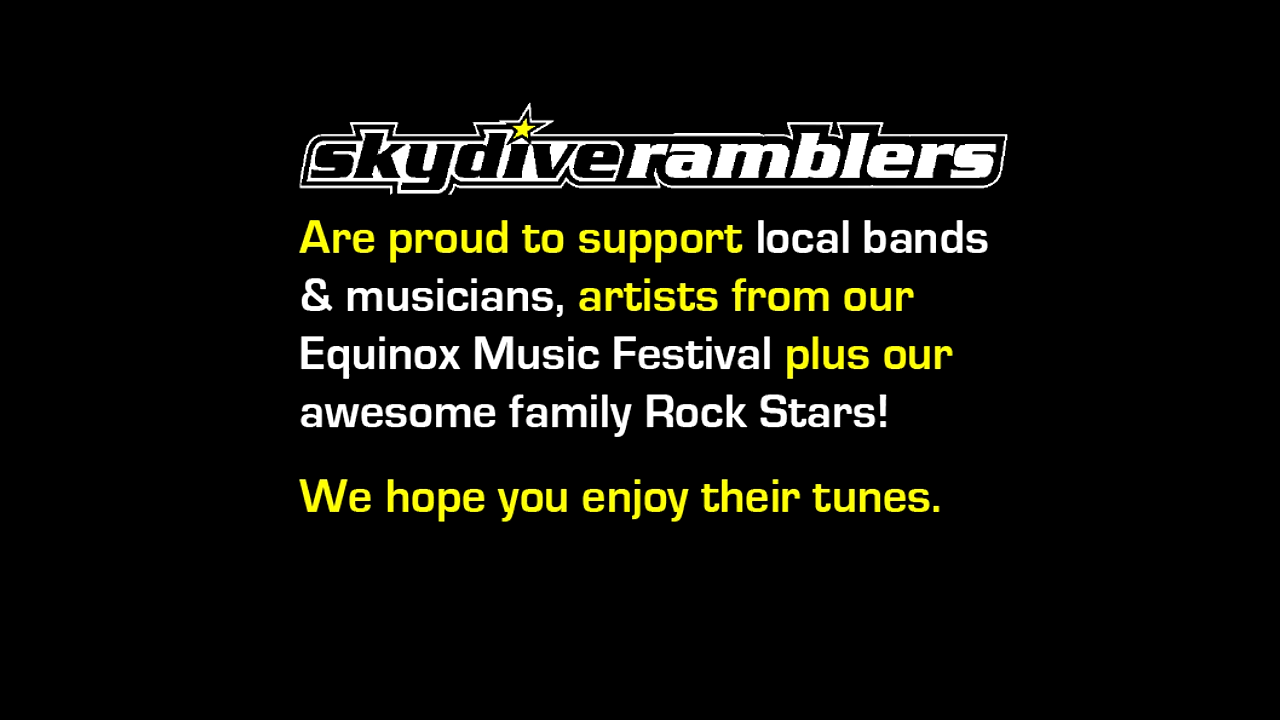 skydiveramblers
Are proud to support local bands
& musicians, artists from our
Equinox Music Festival plus our
awesome family Rock Stars!
We hope you enjoy their tunes.